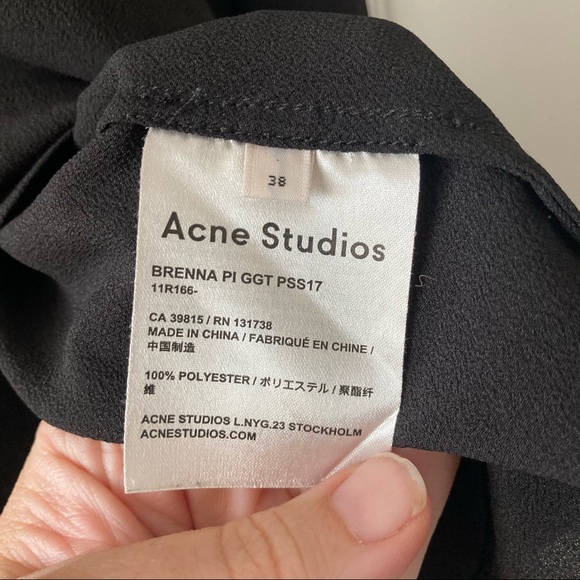 38
Acne Studios
BRENNA PI GGT PSS17
11R166-
CA 39815 / RN 131738
MADE IN CHINA / FABRIQUÉ EN CHINE /
中国制造
100% POLYESTER / ポリエステル / 聚酯纤
维
ACNE STUDIOS L.NYG.23 STOCKHOLM
ACNESTUDIOS.COM